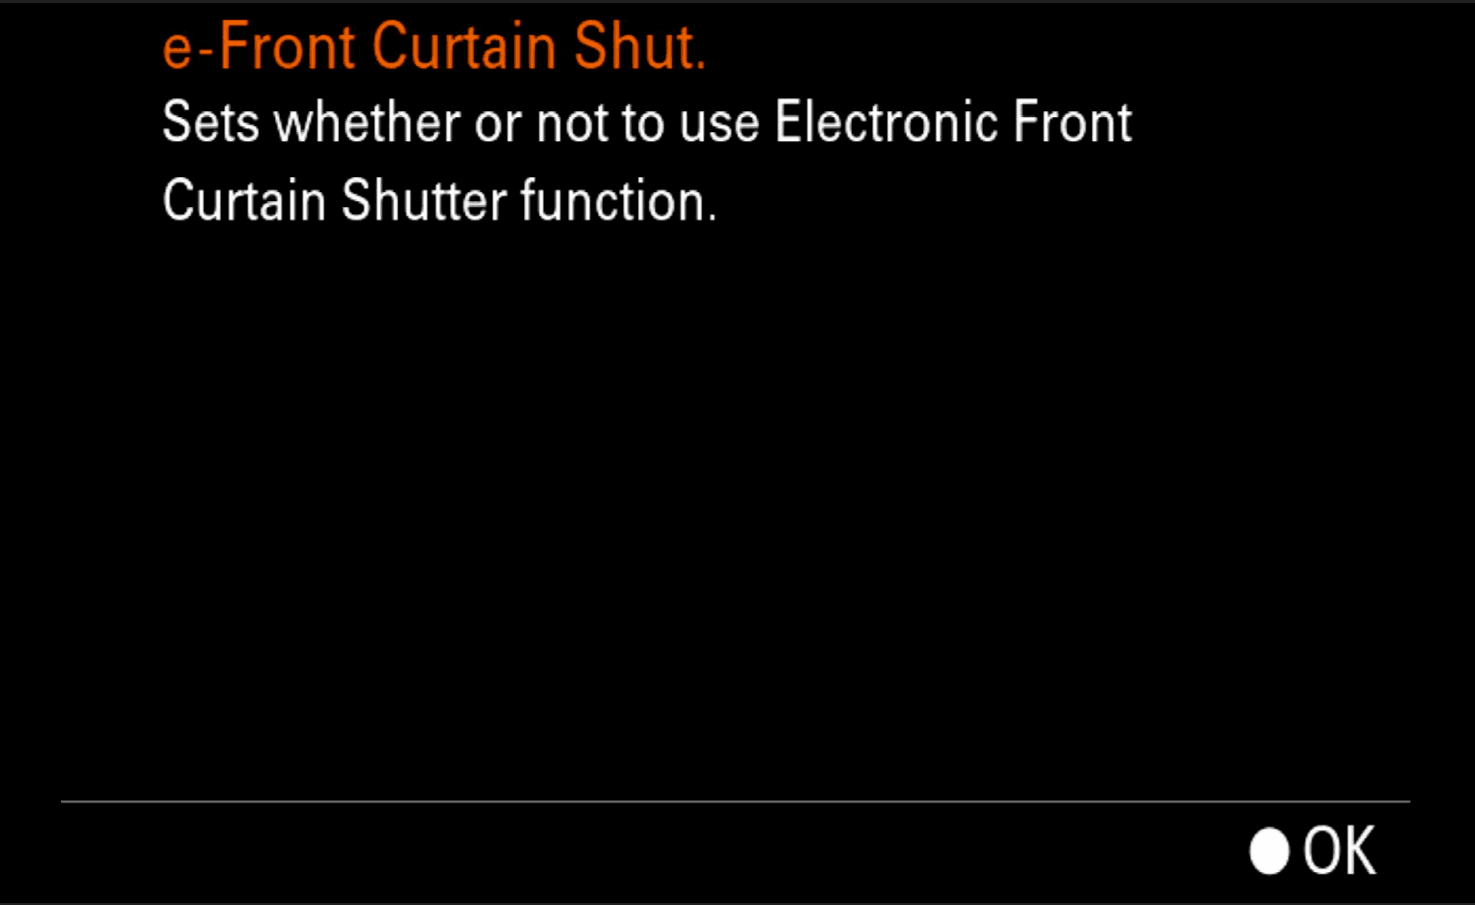 e-Front Curtain Shut.
Sets whether or not to use Electronic Front
Curtain Shutter function.
OK